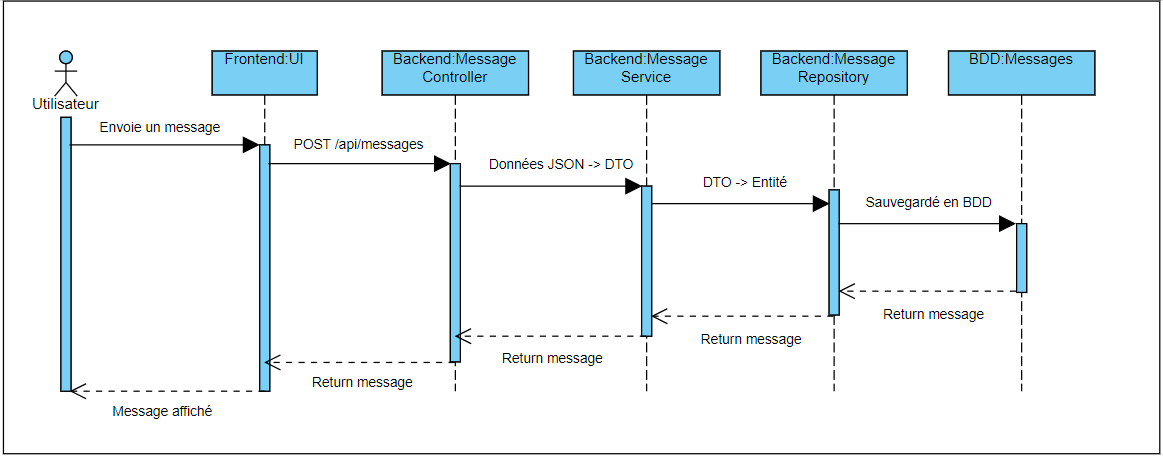 Utilisateur
Frontend:UI
Backend:Message
Controller
Backend:Message
Service
Backend:Message
Repository
BDD:Messages
Envoie un message
POST /api/messages
Données JSON -> DTO
DTO -> Entité
Sauvegardé en BDD
Return message
Return message
Return message
Return message
Message affiché